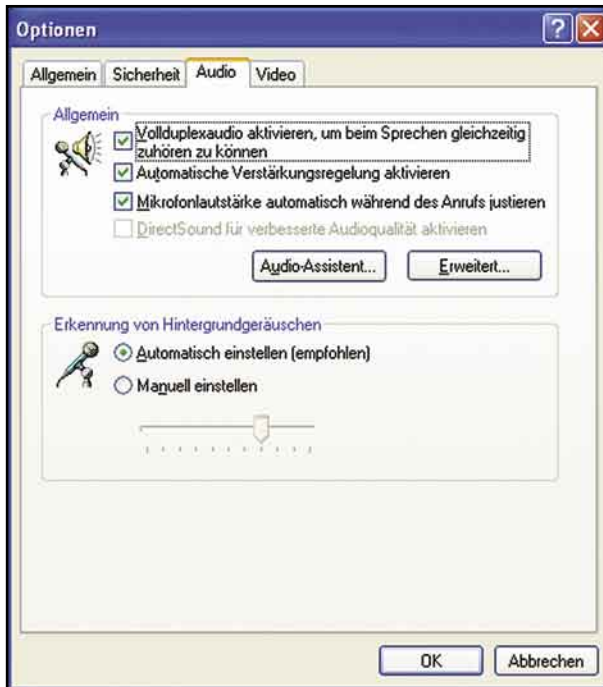 Optionen
Allgemein Sicherheit Audio Video
Allgemein
Vollduplexaudio aktivieren, um beim Sprechen gleichzeitig
zuhören zu können
Automatische Verstärkungsregelung aktivieren
Mikrofonlautstärke automatisch während des Anrufs justieren
DirectSound für verbesserte Audioqualität aktivieren
Audio-Assistent... Erweitert...
Erkennung von Hintergrundgeräuschen
Automatisch einstellen (empfohlen)
Manuell einstellen
OK Abbrechen